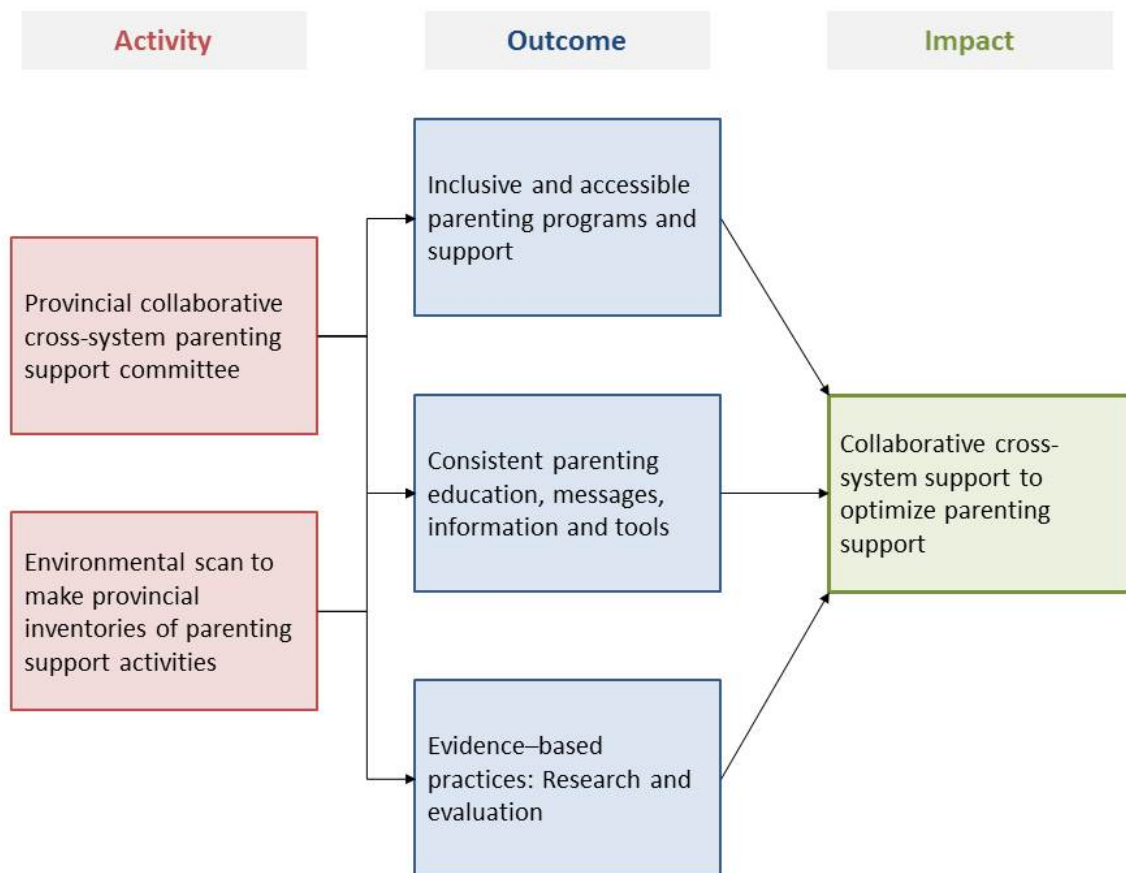 Activity
Outcome
Impact
Inclusive and accessible
parenting programs and
support
Provincial collaborative
cross-system parenting
support committee
Consistent parenting
education, messages,
information and tools
Collaborative cross-
system support to
optimize parenting
support
Environmental scan to
make provincial
inventories of parenting
support activities
Evidence–based
practices: Research and
evaluation